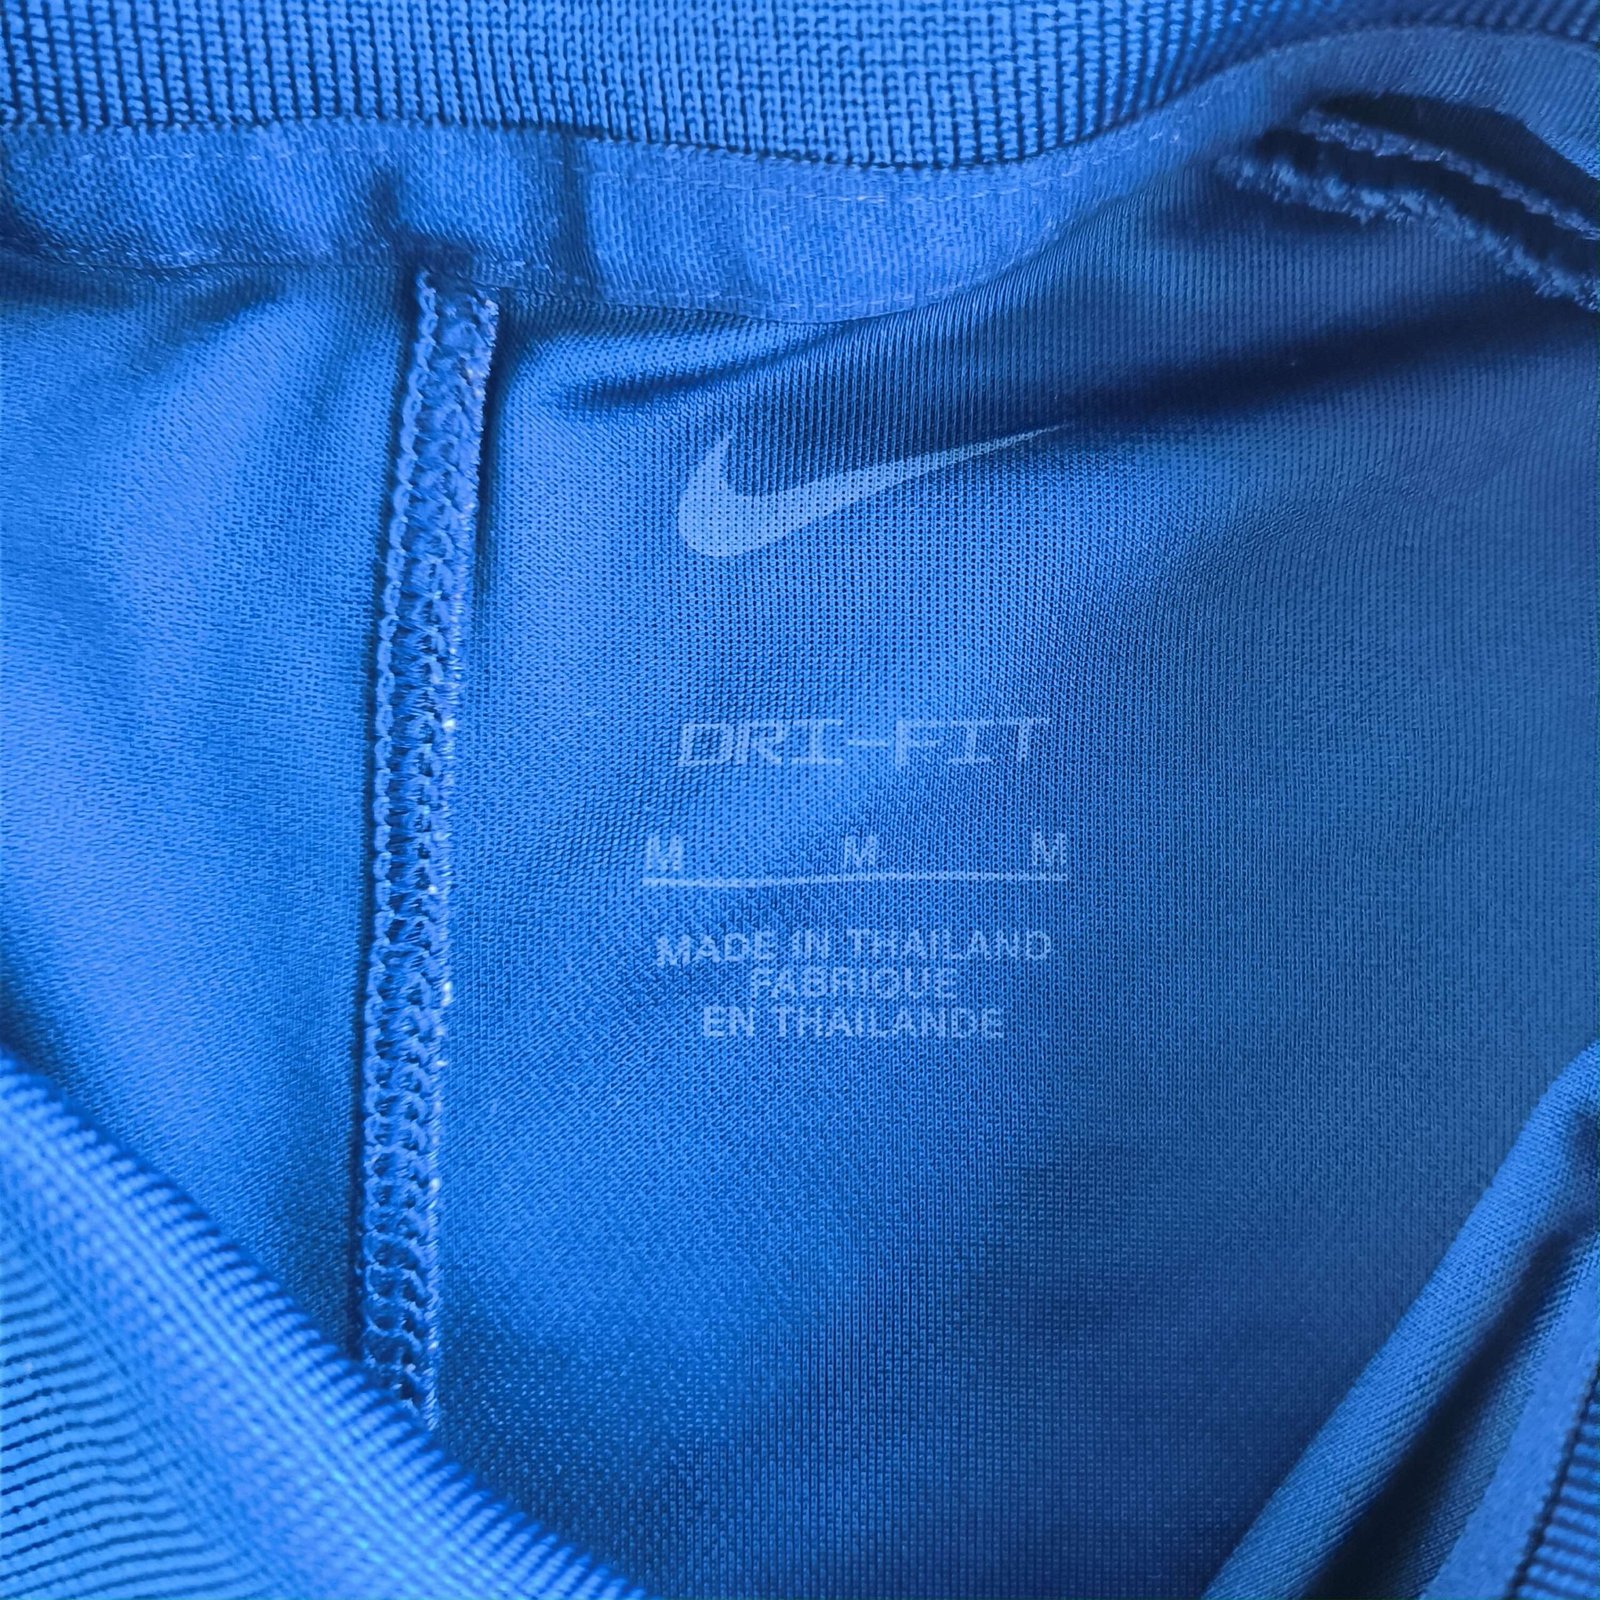 DRI-FIT
M M M
MADE IN THAILAND
FABRIQUE
EN THAILANDE